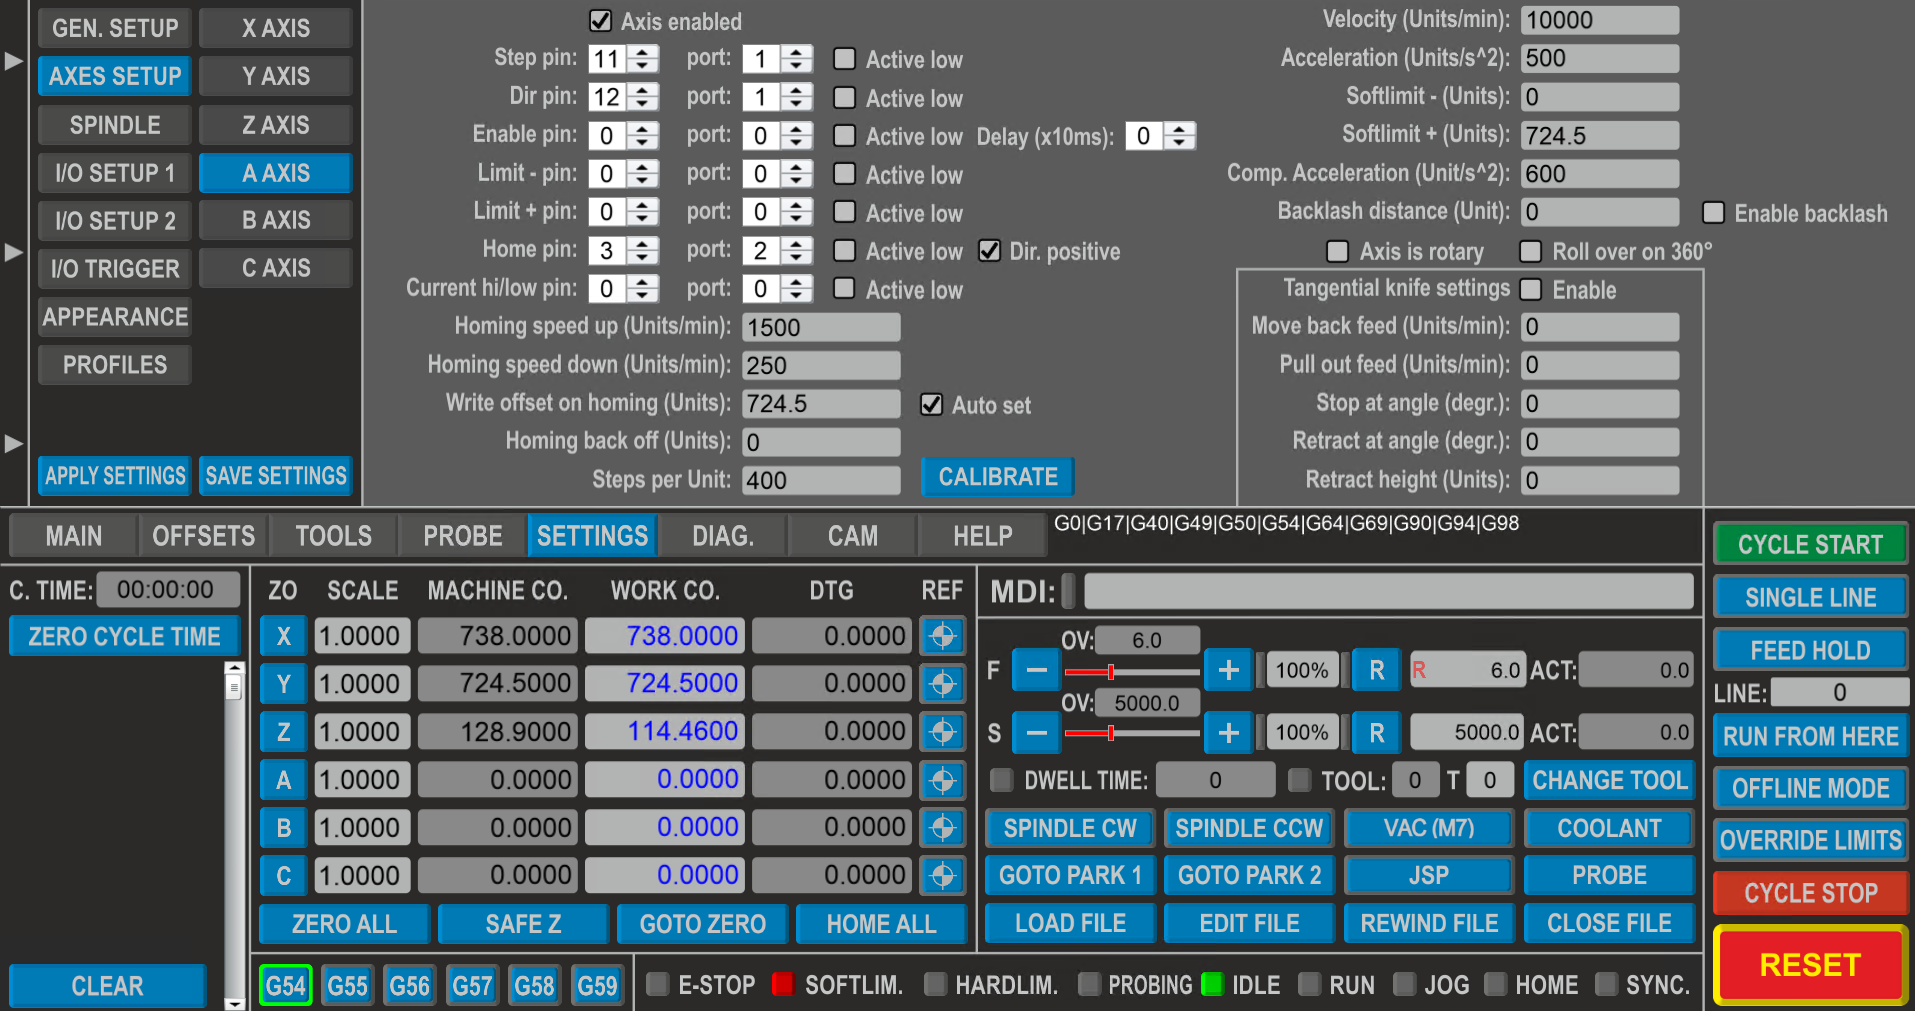 GEN. SETUP
X AXIS
AXES SETUP
Y AXIS
SPINDLE
Z AXIS
I/O SETUP 1
A AXIS
I/O SETUP 2
B AXIS
I/O TRIGGER
C AXIS
APPEARANCE
PROFILES
APPLY SETTINGS
SAVE SETTINGS
Axis enabled
Step pin: 11 port: 1 Active low
Dir pin: 12 port: 1 Active low
Enable pin: 0 port: 0 Active low Delay (x10ms): 0
Limit - pin: 0 port: 0 Active low
Limit + pin: 0 port: 0 Active low
Home pin: 3 port: 2 Active low Dir. positive
Current hi/low pin: 0 port: 0 Active low
Homing speed up (Units/min): 1500
Homing speed down (Units/min): 250
Write offset on homing (Units): 724.5 Auto set
Homing back off (Units): 0
Steps per Unit: 400 CALIBRATE
Velocity (Units/min): 10000
Acceleration (Units/s^2): 500
Softlimit - (Units): 0
Softlimit + (Units): 724.5
Comp. Acceleration (Unit/s^2): 600
Backlash distance (Unit): 0 Enable backlash
Axis is rotary Roll over on 360°
Tangential knife settings Enable
Move back feed (Units/min): 0
Pull out feed (Units/min): 0
Stop at angle (degr.): 0
Retract at angle (degr.): 0
Retract height (Units): 0
MAIN OFFSETS TOOLS PROBE SETTINGS DIAG. CAM HELP
G0|G17|G40|G49|G50|G54|G64|G69|G90|G94|G98
C. TIME: 00:00:00
ZERO CYCLE TIME
CLEAR
ZO SCALE MACHINE CO. WORK CO. DTG REF
X 1.0000 738.0000 738.0000 0.0000
Y 1.0000 724.5000 724.5000 0.0000
Z 1.0000 128.9000 114.4600 0.0000
A 1.0000 0.0000 0.0000 0.0000
B 1.0000 0.0000 0.0000 0.0000
C 1.0000 0.0000 0.0000 0.0000
ZERO ALL SAFE Z GOTO ZERO HOME ALL
G54 G55 G56 G57 G58 G59
MDI:
OV: 6.0
F − + 100% R R 6.0 ACT: 0.0
OV: 5000.0
S − + 100% R 5000.0 ACT: 0.0
DWELL TIME: 0 TOOL: 0 T 0 CHANGE TOOL
SPINDLE CW SPINDLE CCW VAC (M7) COOLANT
GOTO PARK 1 GOTO PARK 2 JSP PROBE
LOAD FILE EDIT FILE REWIND FILE CLOSE FILE
E-STOP SOFTLIM. HARDLIM. PROBING IDLE RUN JOG HOME SYNC.
CYCLE START
SINGLE LINE
FEED HOLD
LINE: 0
RUN FROM HERE
OFFLINE MODE
OVERRIDE LIMITS
CYCLE STOP
RESET